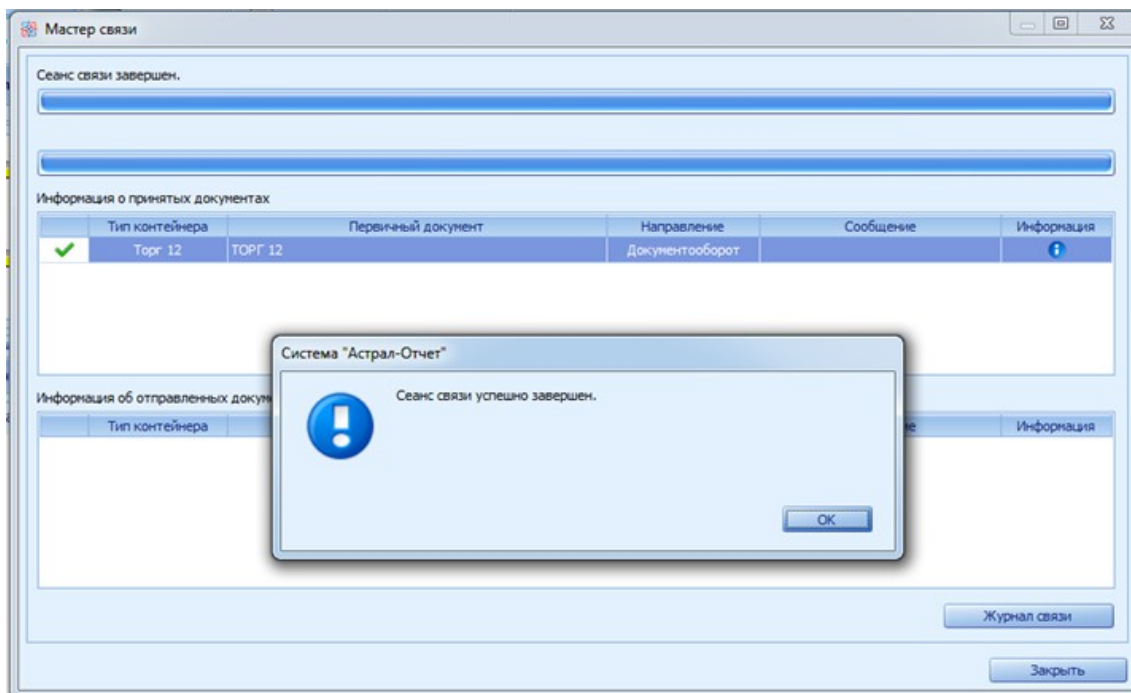 Мастер связи
Сеанс связи завершен.
Информация о принятых документах
Тип контейнера Первичный документ Направление Сообщение Информация
Торг 12 ТОРГ 12 Документооборот
Система "Астрал-Отчет"
Сеанс связи успешно завершен.
OK
Информация об отправленных докум
Тип контейнера ие Информация
Журнал связи
Закрыть